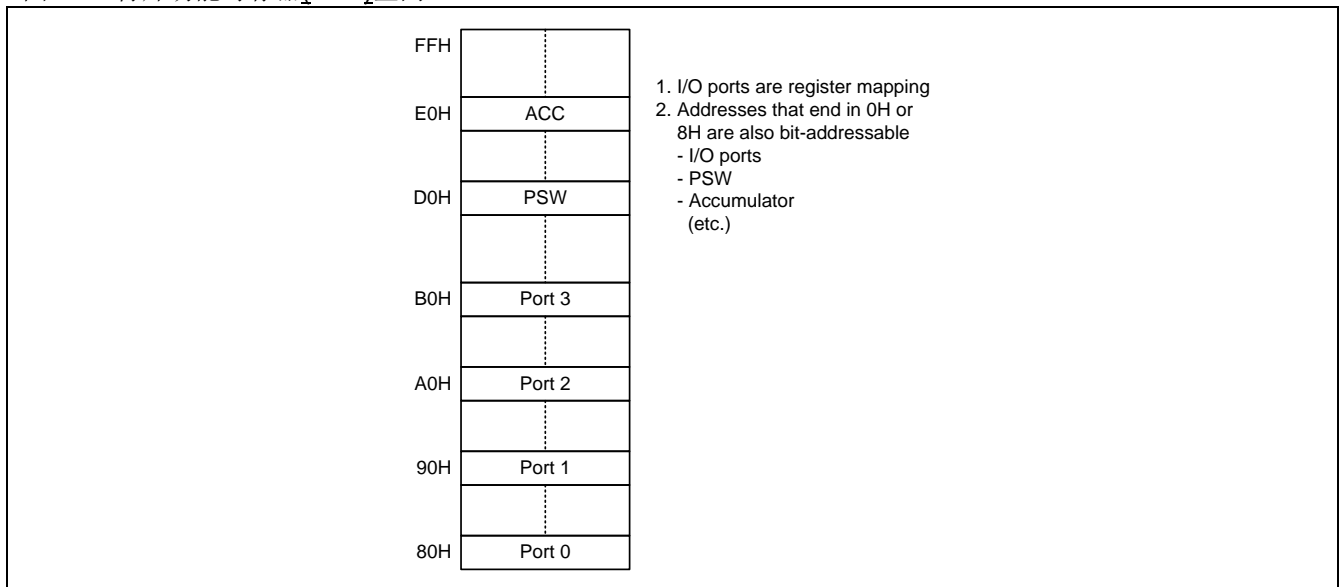 FFH
E0H ACC
D0H PSW
B0H Port 3
A0H Port 2
90H Port 1
80H Port 0
1. I/O ports are register mapping
2. Addresses that end in 0H or
8H are also bit-addressable
- I/O ports
- PSW
- Accumulator
(etc.)